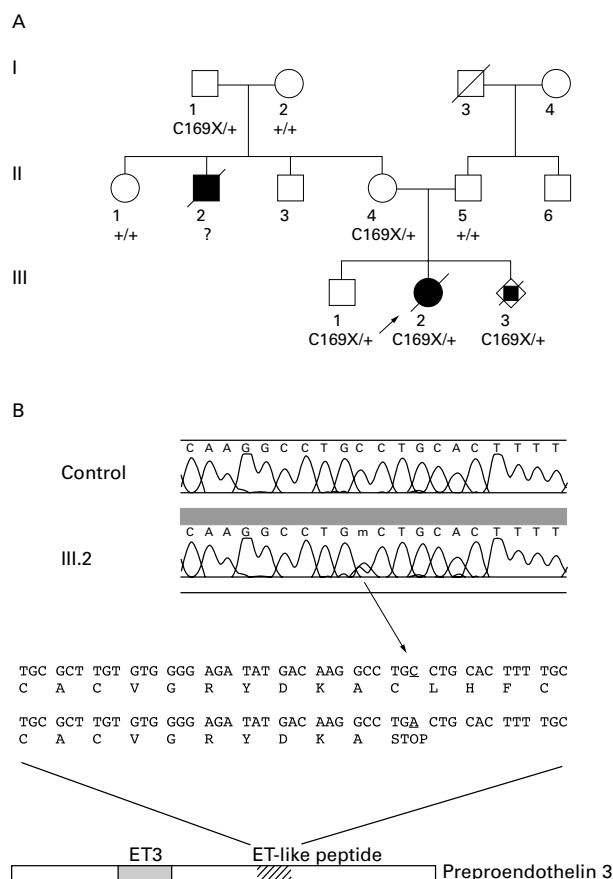 A
I
1 2 3 4
C169X/+ +/+
II
1 2 3 4 5 6
+/+ ? C169X/+ +/+
III
1 2 3
C169X/+ C169X/+ C169X/+
B
C A A G G C C T G C C T G C A C T T T T
Control
C A A G G C C T G m C T G C A C T T T T
III.2
TGC GCT TGT GTG GGG AGA TAT GAC AAG GCC TGC CTG CAC TTT TGC
C A C V G R Y D K A C L H F C
TGC GCT TGT GTG GGG AGA TAT GAC AAG GCC TGA CTG CAC TTT TGC
C A C V G R Y D K A STOP
ET3 ET-like peptide
Preproendothelin 3